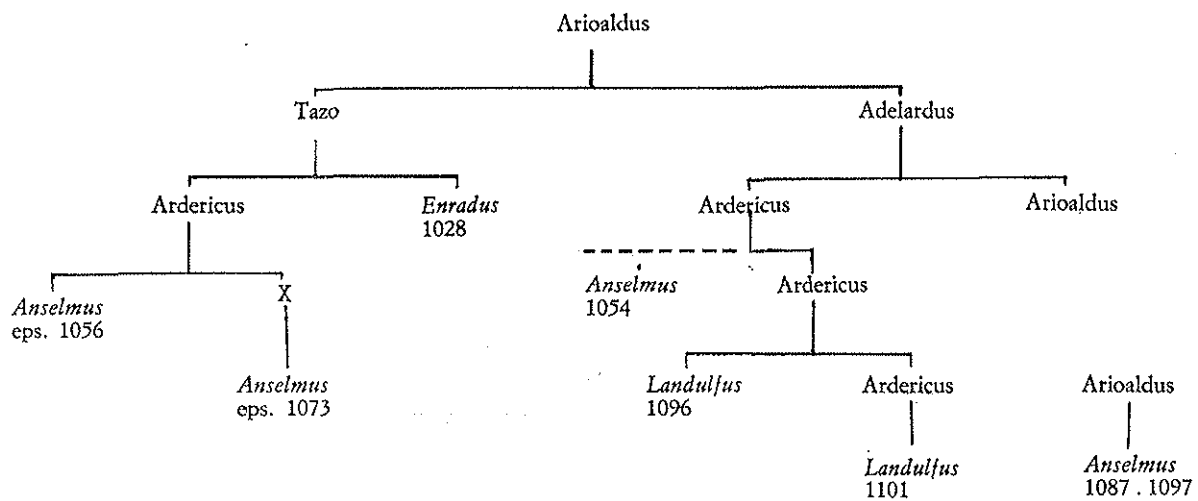 Arioaldus
Tazo Adelardus
Ardericus Enradus Ardericus Arioaldus
1028
Anselmus Ardericus
1054
Anselmus X
eps. 1056
Anselmus Landulfus Ardericus Arioaldus
eps. 1073 1096
Landulfus Anselmus
1101 1087 . 1097